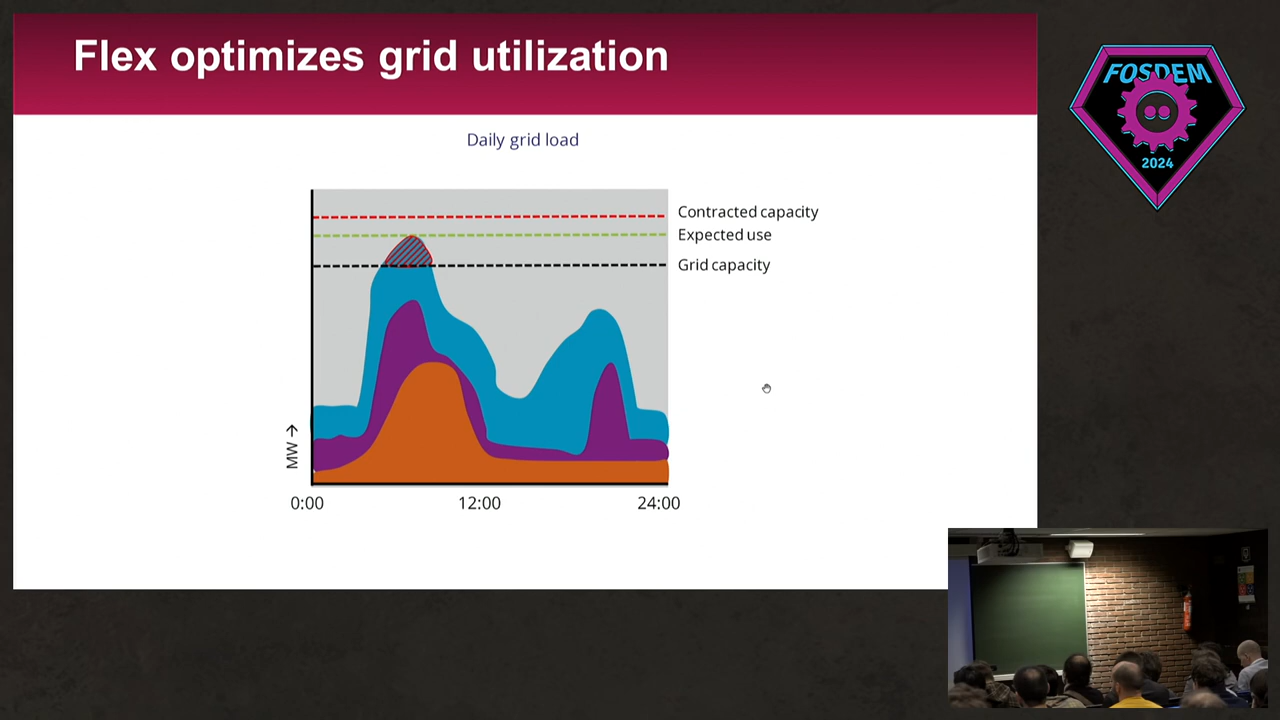 Flex optimizes grid utilization
Daily grid load
Contracted capacity
Expected use
Grid capacity
MW →
0:00
12:00
24:00
FOSDEM
2024